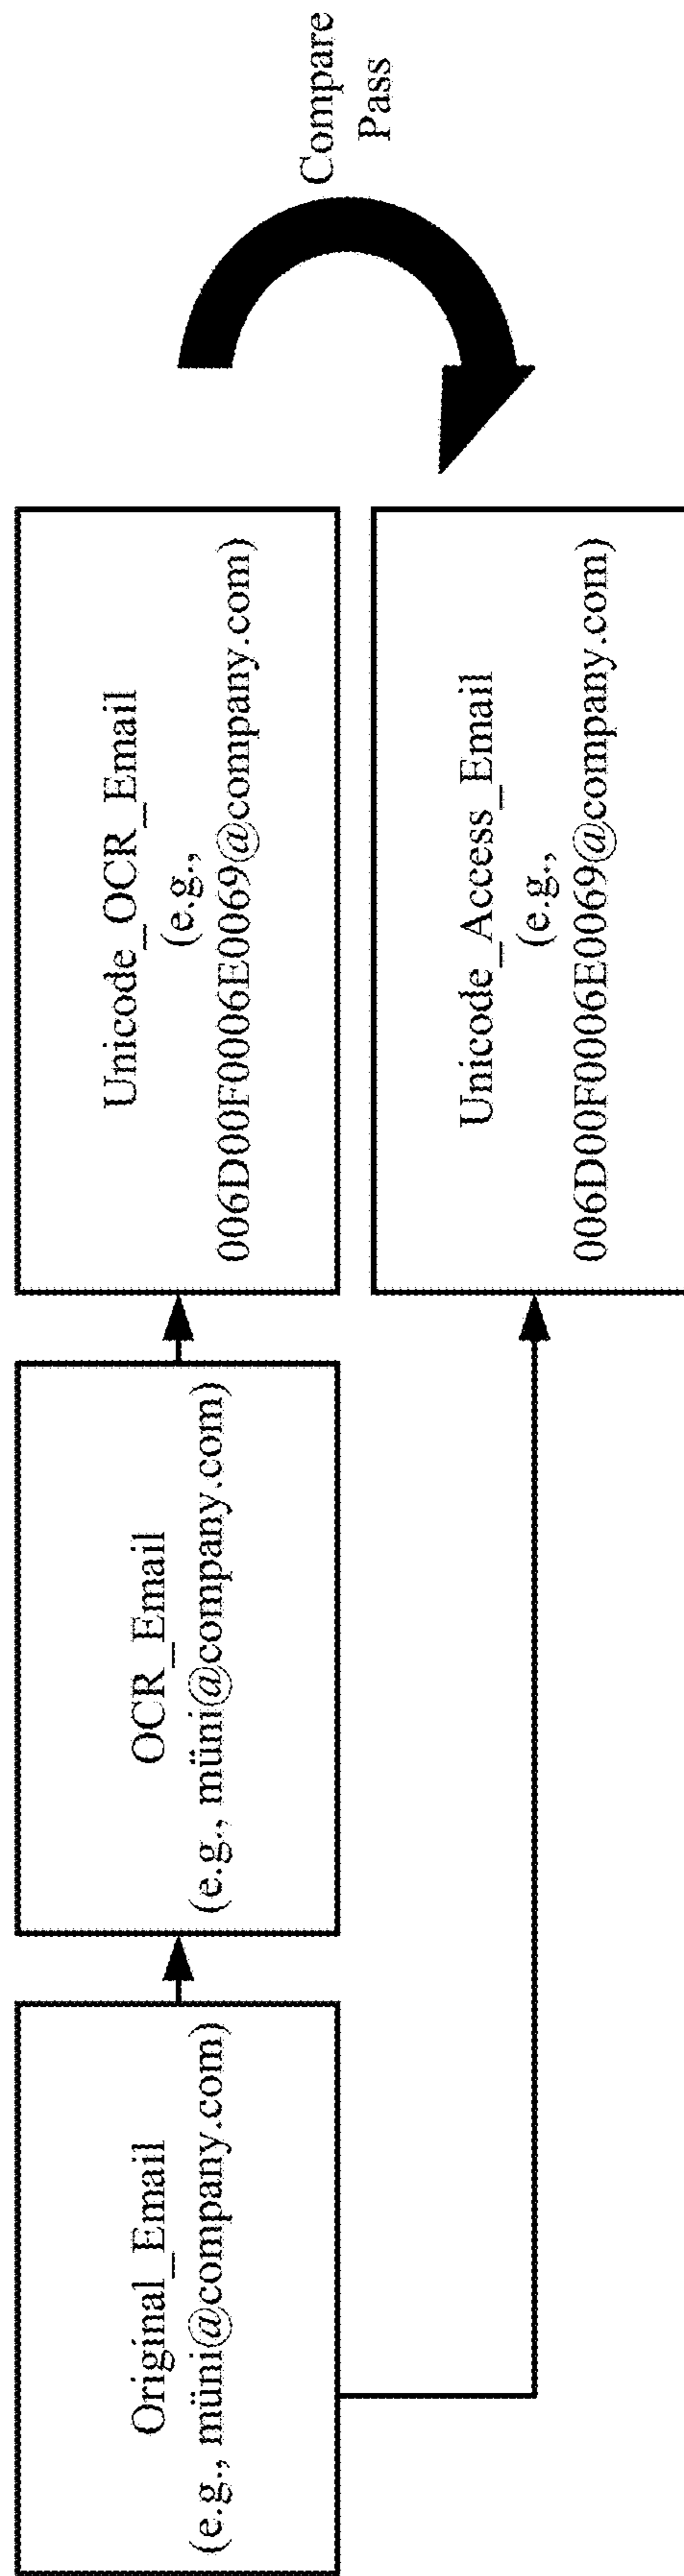 Original_Email
(e.g., müni@company.com)
OCR_Email
(e.g., müni@company.com)
Unicode_OCR_Email
(e.g.,
006D00F0006E0069@company.com)
Unicode_Access_Email
(e.g.,
006D00F0006E0069@company.com)
Compare
Pass